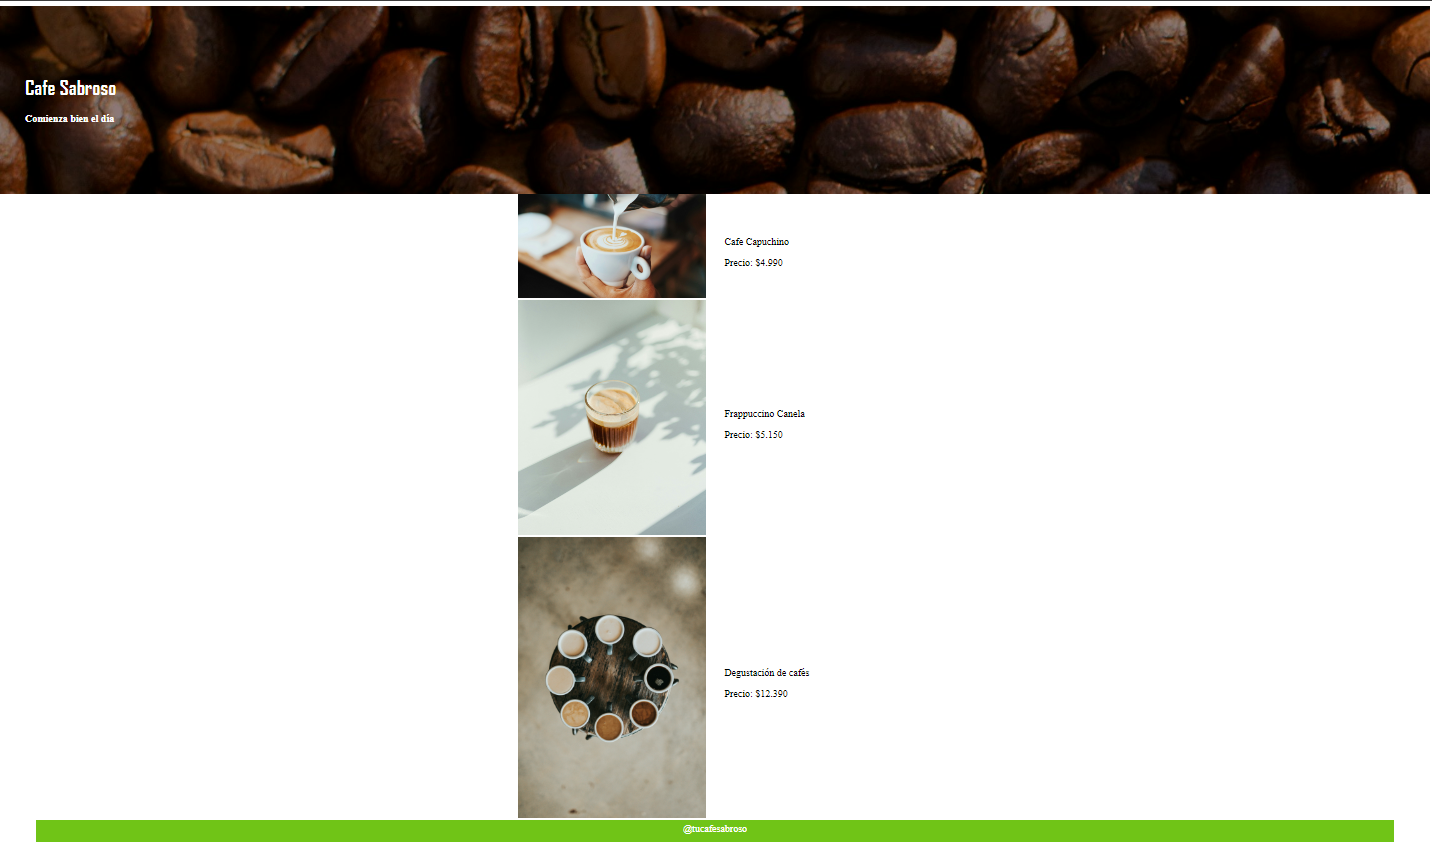 Cafe Sabroso
Comienza bien el día
Cafe Capuchino
Precio: $4.990
Frappuccino Canela
Precio: $5.150
Degustación de cafés
Precio: $12.390
@tucafesabroso